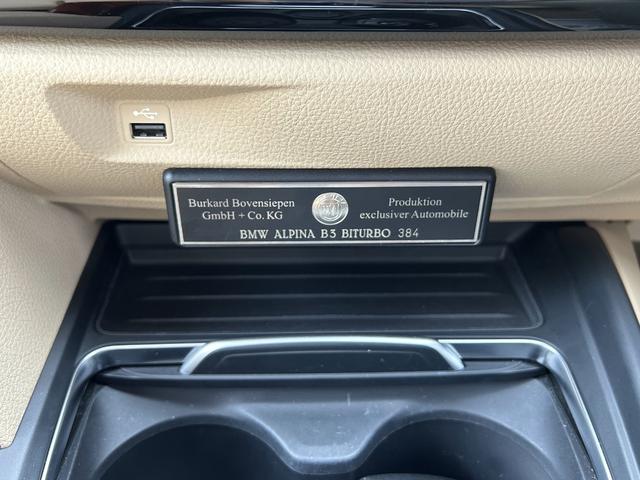 Burkard Bovensiepen
GmbH + Co. KG
Produktion
exclusiver Automobile
BMW ALPINA B3 BITURBO 384